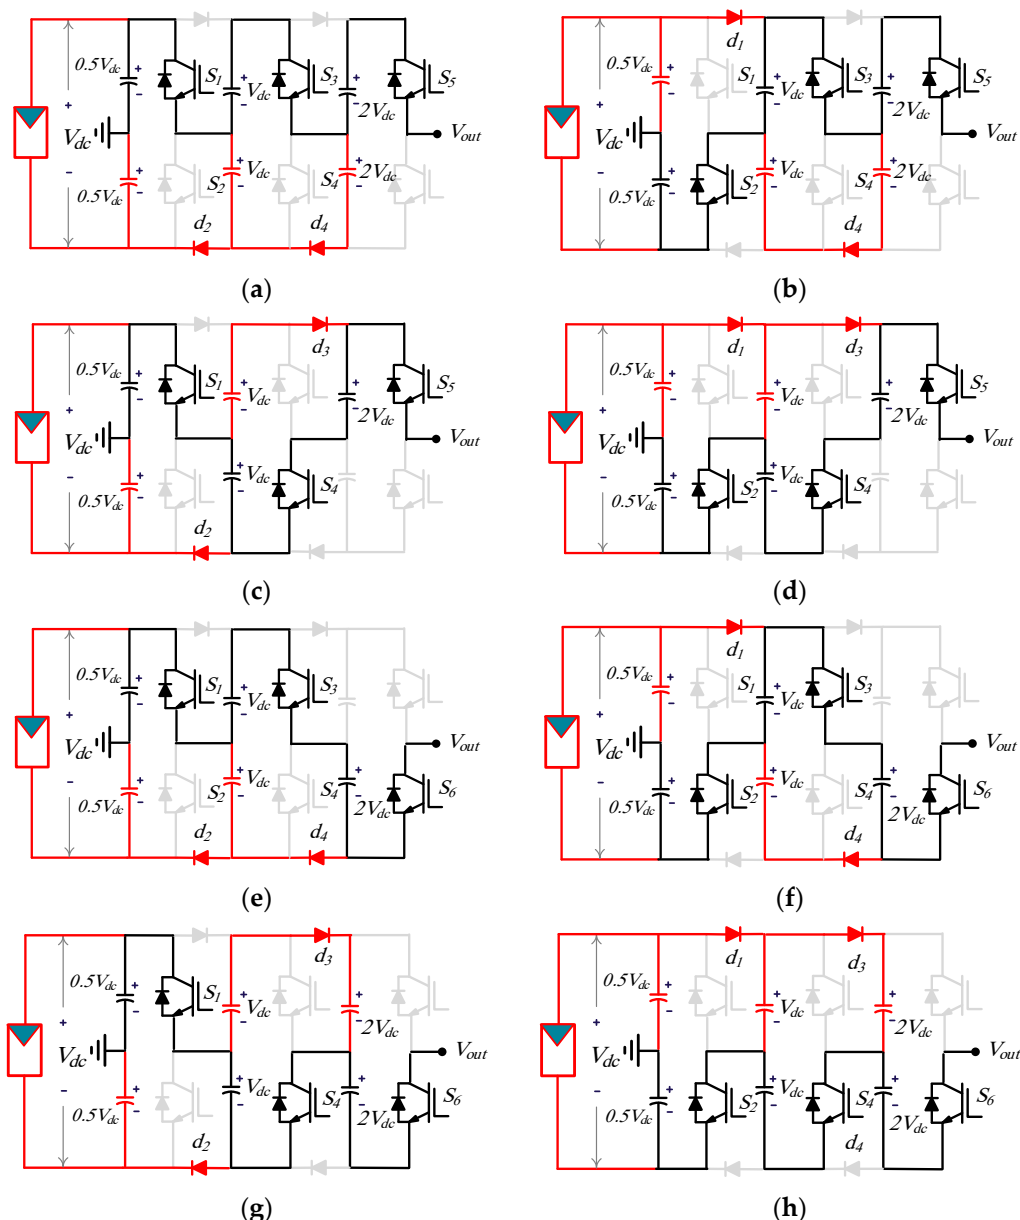 0.5Vdc + − S1 + − Vdc S3 + − 2Vdc S5
+ Vdc − Vout
0.5Vdc + − S2 + − Vdc S4 + − 2Vdc
d2 d4
(a)
d1
0.5Vdc + − S1 + − Vdc S3 + − 2Vdc S5
+ Vdc − Vout
0.5Vdc + − S2 + − Vdc S4 + − 2Vdc
d4
(b)
d3
0.5Vdc + − S1 + − Vdc + − 2Vdc S5
+ Vdc − Vout
0.5Vdc + − + − Vdc S4
d2
(c)
d1 d3
0.5Vdc + − + − Vdc + − 2Vdc S5
+ Vdc − Vout
0.5Vdc + − S2 + − Vdc S4
(d)
0.5Vdc + − S1 + − Vdc S3
+ Vdc − Vout
0.5Vdc + − S2 + − Vdc S4 + − 2Vdc S6
d2 d4
(e)
d1
0.5Vdc + − S1 + − Vdc S3
+ Vdc − Vout
0.5Vdc + − S2 + − Vdc S4 + − 2Vdc S6
d4
(f)
d3
0.5Vdc + − S1 + − Vdc + − 2Vdc
+ Vdc − Vout
0.5Vdc + − + − Vdc S4 + − 2Vdc S6
d2
(g)
d1 d3
0.5Vdc + − + − Vdc + − 2Vdc
+ Vdc − Vout
0.5Vdc + − S2 + − Vdc S4 + − 2Vdc S6
d4
(h)